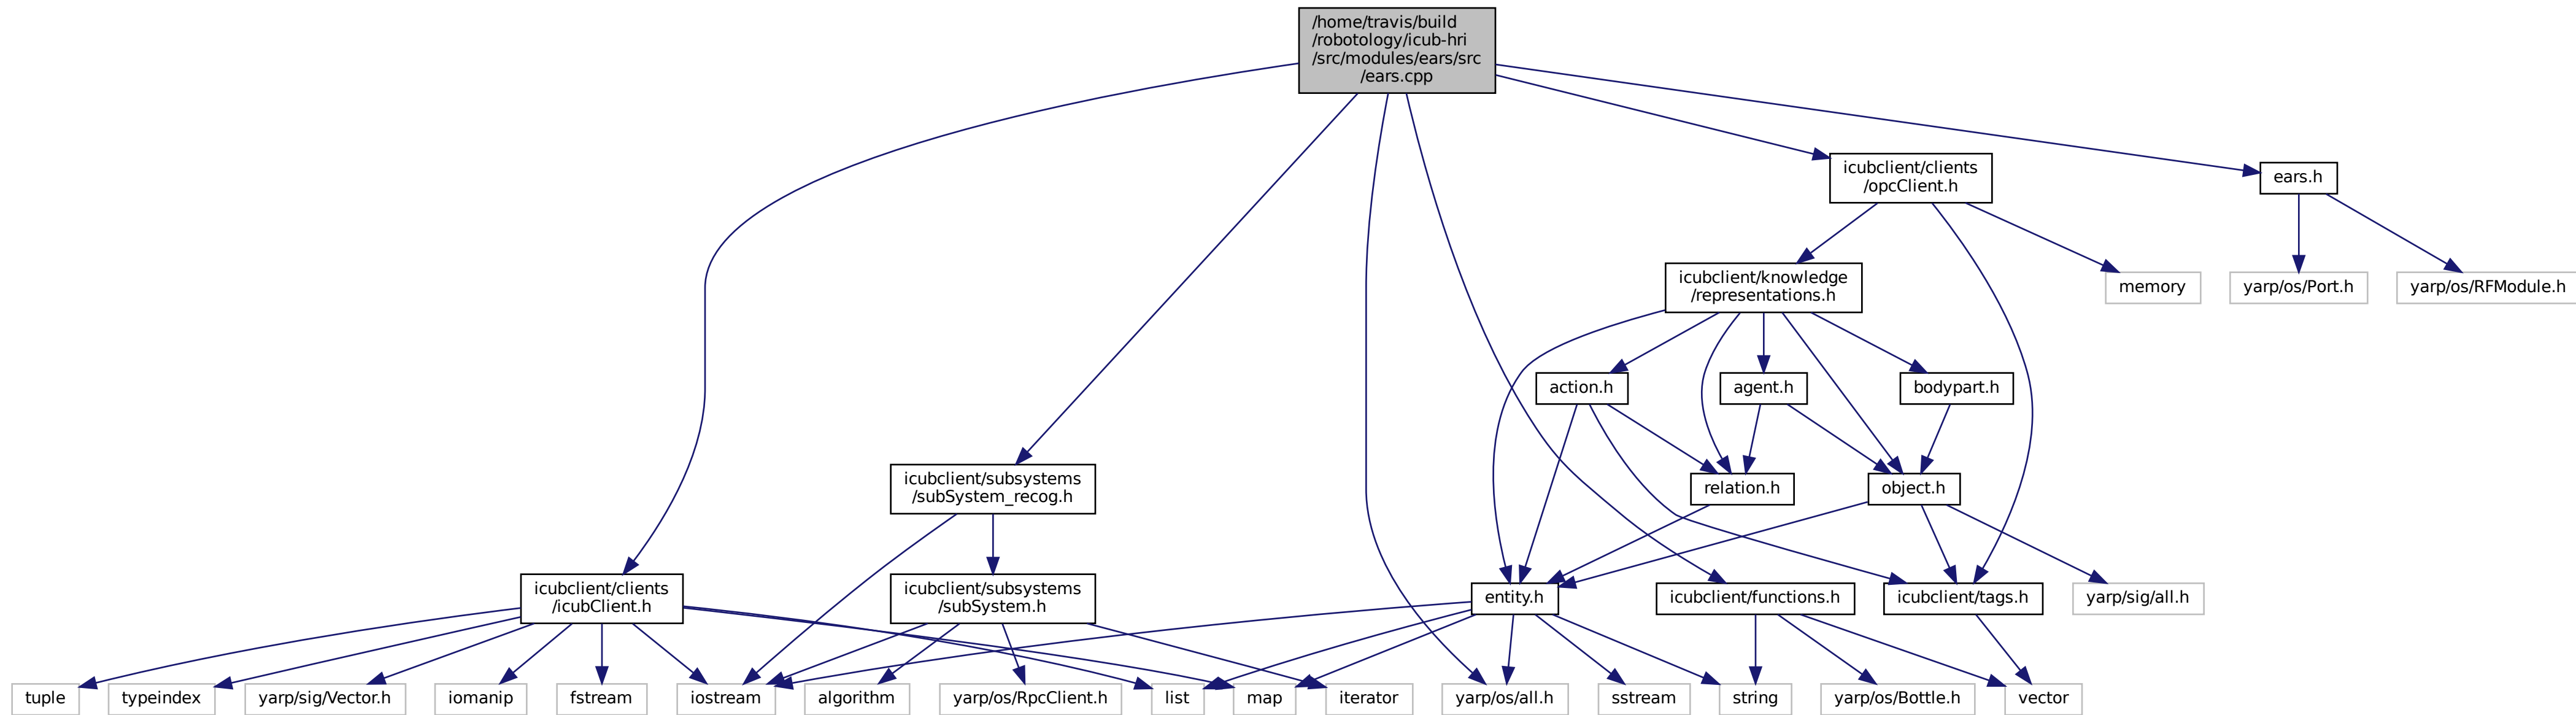 /home/travis/build
/robotology/icub-hri
/src/modules/ears/src
/ears.cpp
icubclient/clients
/opcClient.h
ears.h
icubclient/knowledge
/representations.h
memory
yarp/os/Port.h
yarp/os/RFModule.h
action.h
agent.h
bodypart.h
icubclient/subsystems
/subSystem_recog.h
relation.h
object.h
icubclient/clients
/icubClient.h
icubclient/subsystems
/subSystem.h
entity.h
icubclient/functions.h
icubclient/tags.h
yarp/sig/all.h
tuple
typeindex
yarp/sig/Vector.h
iomanip
fstream
iostream
algorithm
yarp/os/RpcClient.h
list
map
iterator
yarp/os/all.h
sstream
string
yarp/os/Bottle.h
vector